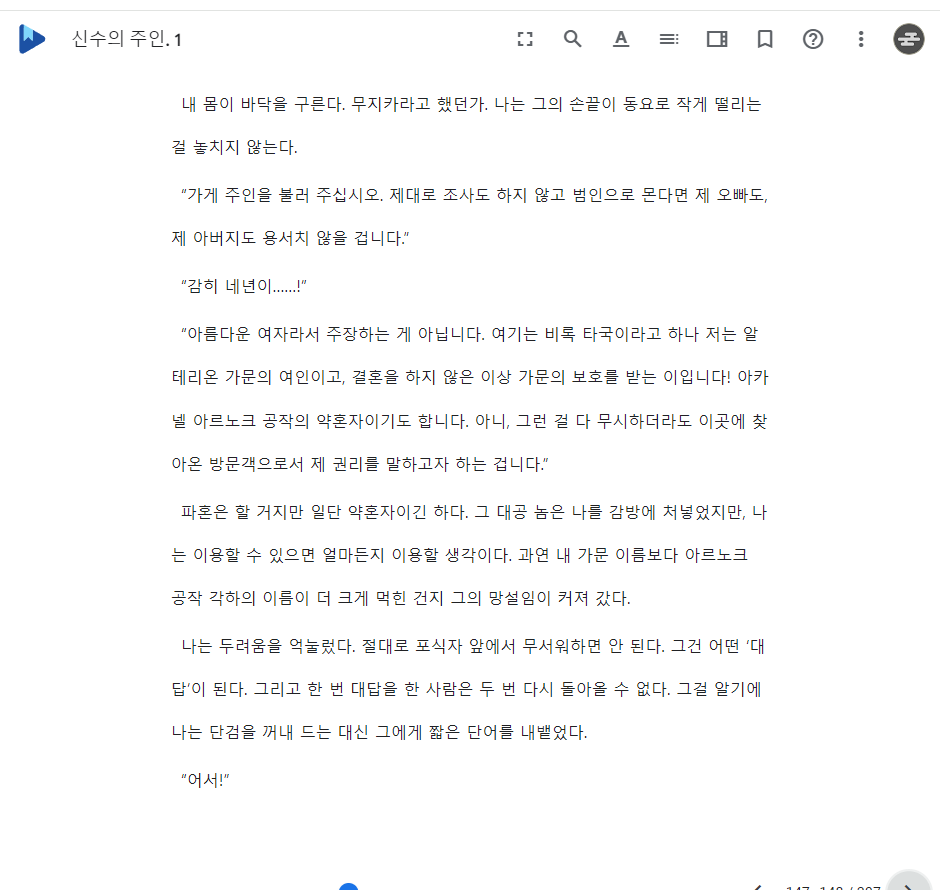 신수의 주인. 1
내 몸이 바닥을 구른다. 무지카라고 했던가. 나는 그의 손끝이 동요로 작게 떨리는
걸 놓치지 않는다.
“가게 주인을 불러 주십시오. 제대로 조사도 하지 않고 범인으로 몬다면 제 오빠도,
제 아버지도 용서치 않을 겁니다.”
“감히 네년이……!”
“아름다운 여자라서 주장하는 게 아닙니다. 여기는 비록 타국이라고 하나 저는 알
테리온 가문의 여인이고, 결혼을 하지 않은 이상 가문의 보호를 받는 이입니다! 아카
넬 아르노크 공작의 약혼자이기도 합니다. 아니, 그런 걸 다 무시하더라도 이곳에 찾
아온 방문객으로서 제 권리를 말하고자 하는 겁니다.”
파혼은 할 거지만 일단 약혼자이긴 하다. 그 대공 놈은 나를 감방에 처넣었지만, 나
는 이용할 수 있으면 얼마든지 이용할 생각이다. 과연 내 가문 이름보다 아르노크
공작 각하의 이름이 더 크게 먹힌 건지 그의 망설임이 커져 갔다.
나는 두려움을 억눌렀다. 절대로 포식자 앞에서 무서워하면 안 된다. 그건 어떤 ‘대
답’이 된다. 그리고 한 번 대답을 한 사람은 두 번 다시 돌아올 수 없다. 그걸 알기에
나는 단검을 꺼내 드는 대신 그에게 짧은 단어를 내뱉었다.
“어서!”